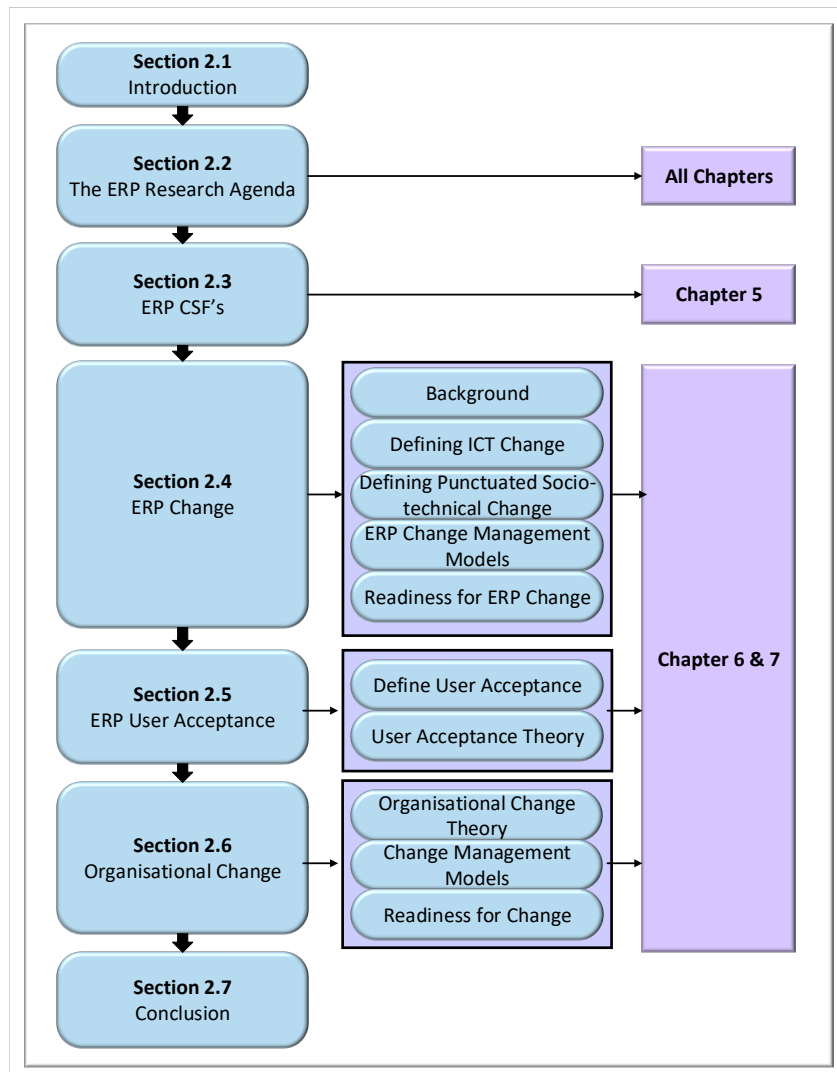 Section 2.1
Introduction
Section 2.2
The ERP Research Agenda
All Chapters
Section 2.3
ERP CSF's
Chapter 5
Section 2.4
ERP Change
Background
Defining ICT Change
Defining Punctuated Socio-
technical Change
ERP Change Management
Models
Readiness for ERP Change
Chapter 6 & 7
Section 2.5
ERP User Acceptance
Define User Acceptance
User Acceptance Theory
Section 2.6
Organisational Change
Organisational Change
Theory
Change Management
Models
Readiness for Change
Section 2.7
Conclusion